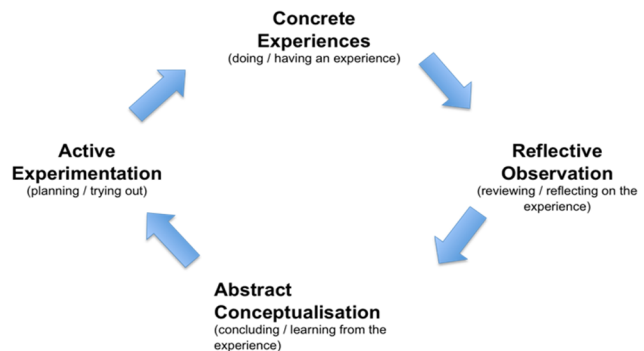 Concrete
Experiences
(doing / having an experience)
Reflective
Observation
(reviewing / reflecting on the
experience)
Abstract
Conceptualisation
(concluding / learning from the
experience)
Active
Experimentation
(planning / trying out)